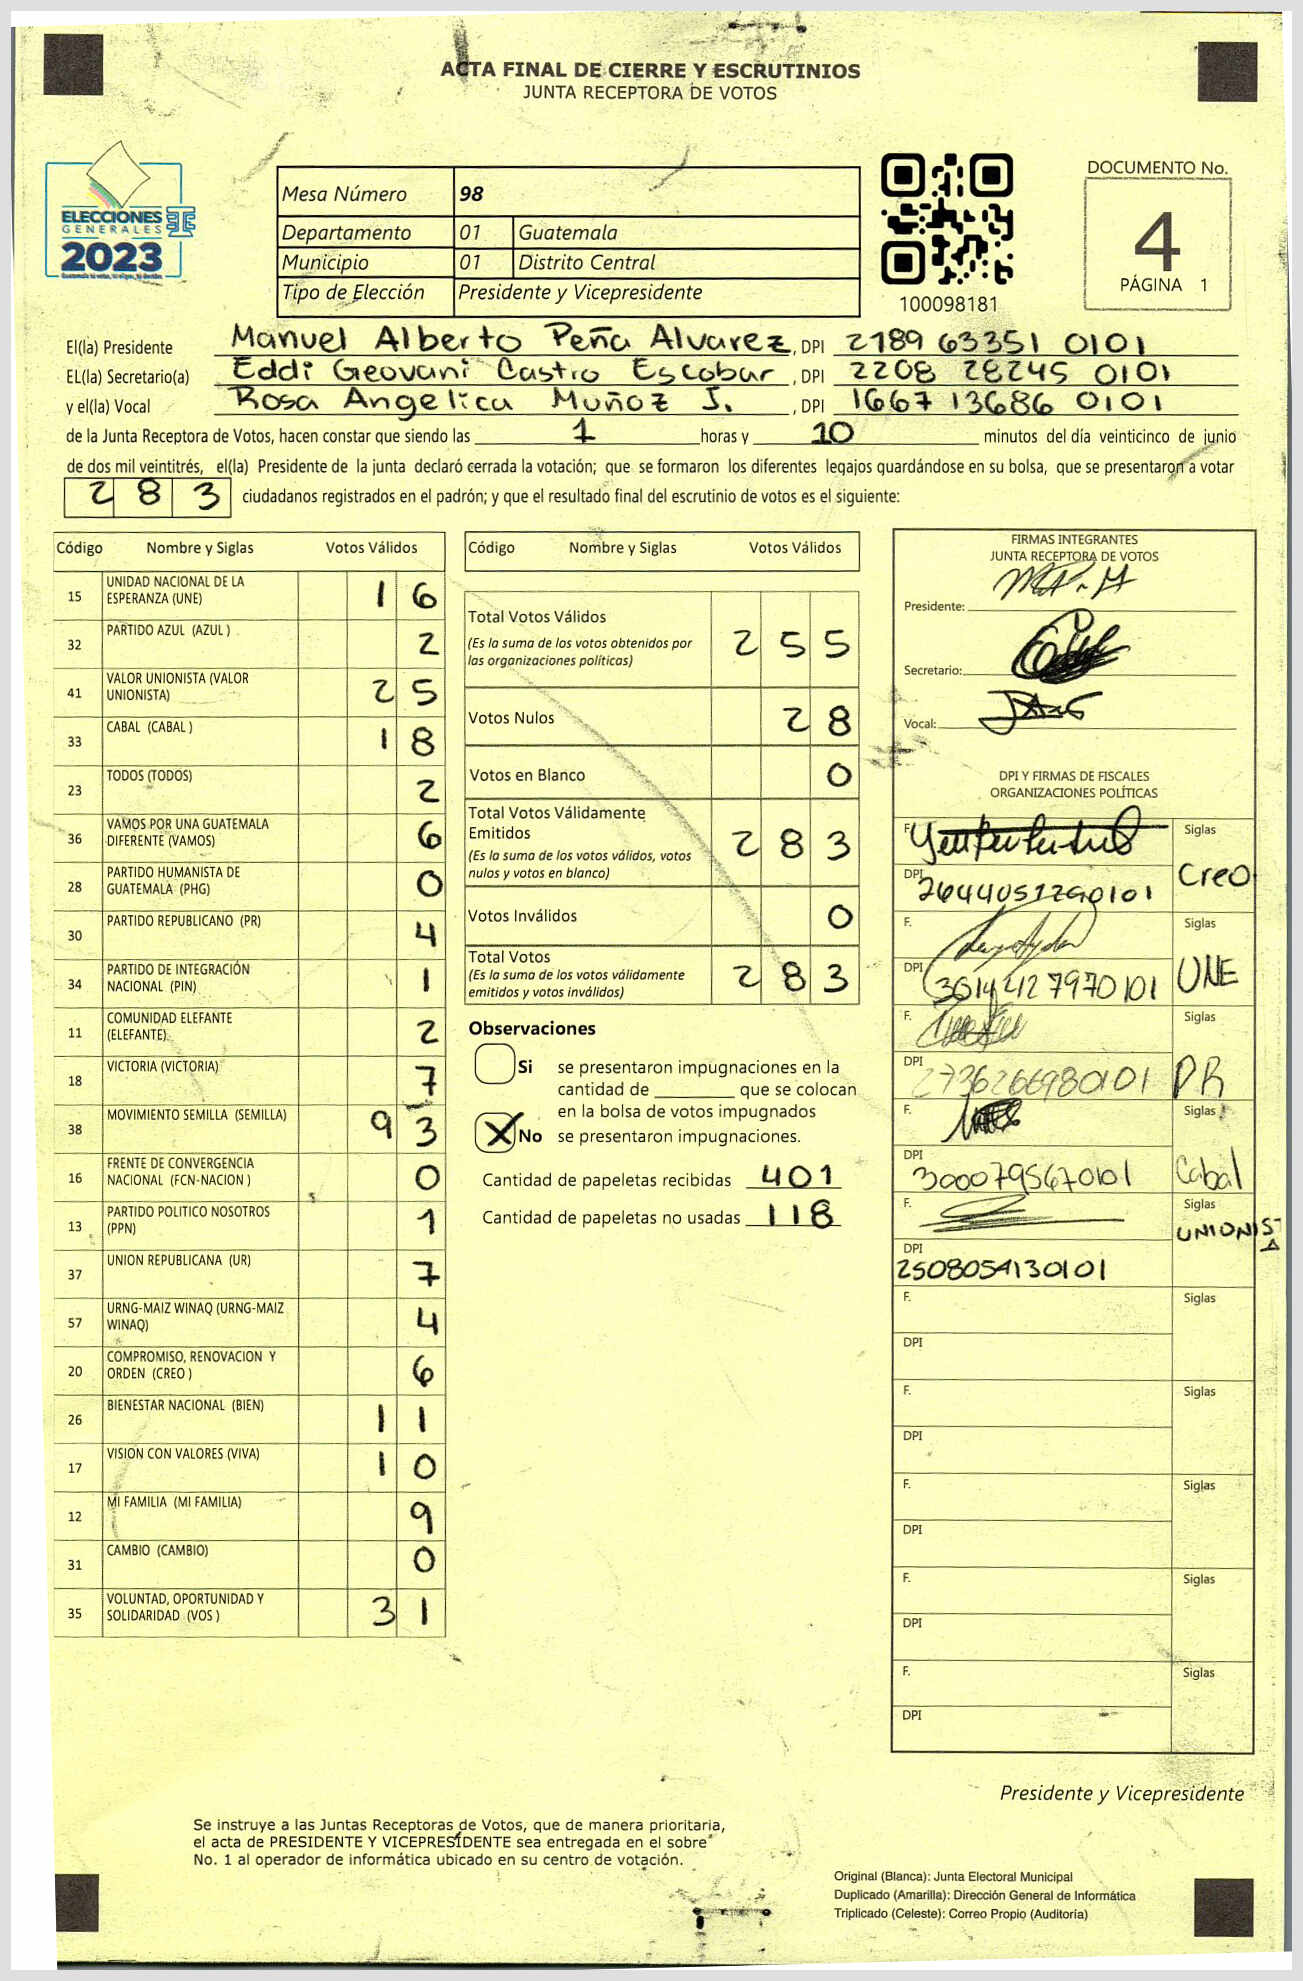 ACTA FINAL DE CIERRE Y ESCRUTINIOS
JUNTA RECEPTORA DE VOTOS
ELECCIONES
GENERALES
2023
Mesa Número 98
Departamento 01 Guatemala
Municipio 01 Distrito Central
Tipo de Elección Presidente y Vicepresidente
100098181
DOCUMENTO No.
4
PÁGINA 1
El(la) Presidente Manuel Alberto Peña Alvarez, DPI 2189 63351 0101
EL(la) Secretario(a) Eddi Geovani Castro Escobar, DPI 2208 28245 0101
y el(la) Vocal Rosa Angelica Muñoz J., DPI 1667 13686 0101
de la Junta Receptora de Votos, hacen constar que siendo las 1 horas y 10 minutos del día veinticinco de junio
de dos mil veintitrés, el(la) Presidente de la junta declaró cerrada la votación; que se formaron los diferentes legajos guardándose en su bolsa, que se presentaron a votar
283 ciudadanos registrados en el padrón; y que el resultado final del escrutinio de votos es el siguiente:
Código Nombre y Siglas Votos Válidos
15 UNIDAD NACIONAL DE LA ESPERANZA (UNE) 16
32 PARTIDO AZUL (AZUL ) 2
41 VALOR UNIONISTA (VALOR UNIONISTA) 25
33 CABAL (CABAL ) 18
23 TODOS (TODOS) 2
36 VAMOS POR UNA GUATEMALA DIFERENTE (VAMOS) 6
28 PARTIDO HUMANISTA DE GUATEMALA (PHG) 0
30 PARTIDO REPUBLICANO (PR) 4
34 PARTIDO DE INTEGRACIÓN NACIONAL (PIN) 1
11 COMUNIDAD ELEFANTE (ELEFANTE) 2
18 VICTORIA (VICTORIA) 7
38 MOVIMIENTO SEMILLA (SEMILLA) 93
16 FRENTE DE CONVERGENCIA NACIONAL (FCN-NACION ) 0
13 PARTIDO POLITICO NOSOTROS (PPN) 1
37 UNION REPUBLICANA (UR) 7
57 URNG-MAIZ WINAQ (URNG-MAIZ WINAQ) 4
20 COMPROMISO, RENOVACION Y ORDEN (CREO ) 6
26 BIENESTAR NACIONAL (BIEN) 11
17 VISION CON VALORES (VIVA) 10
12 MI FAMILIA (MI FAMILIA) 9
31 CAMBIO (CAMBIO) 0
35 VOLUNTAD, OPORTUNIDAD Y SOLIDARIDAD (VOS ) 31
Código Nombre y Siglas Votos Válidos
Total Votos Válidos 255
(Es la suma de los votos obtenidos por
las organizaciones políticas)
Votos Nulos 28
Votos en Blanco 0
Total Votos Válidamente
Emitidos 283
(Es la suma de los votos válidos, votos
nulos y votos en blanco)
Votos Inválidos 0
Total Votos 283
(Es la suma de los votos válidamente
emitidos y votos inválidos)
Observaciones
Si se presentaron impugnaciones en la
cantidad de ________ que se colocan
en la bolsa de votos impugnados
X No se presentaron impugnaciones.
Cantidad de papeletas recibidas 401
Cantidad de papeletas no usadas 118
FIRMAS INTEGRANTES
JUNTA RECEPTORA DE VOTOS
Presidente:
Secretario:
Vocal:
DPI Y FIRMAS DE FISCALES
ORGANIZACIONES POLÍTICAS
F. Siglas
DPI 2644051290101 Creo
F. Siglas
DPI UNE
F. Siglas
DPI 2736266980101 PR
F. Siglas
DPI 3000795670101 Cabal
F. Siglas
UNIONISTA
DPI 2508054130101
F. Siglas
DPI
F. Siglas
DPI
F. Siglas
DPI
F. Siglas
DPI
F. Siglas
DPI
Presidente y Vicepresidente
Se instruye a las Juntas Receptoras de Votos, que de manera prioritaria,
el acta de PRESIDENTE Y VICEPRESIDENTE sea entregada en el sobre
No. 1 al operador de informática ubicado en su centro de votación.
Original (Blanca): Junta Electoral Municipal
Duplicado (Amarilla): Dirección General de Informática
Triplicado (Celeste): Correo Propio (Auditoría)